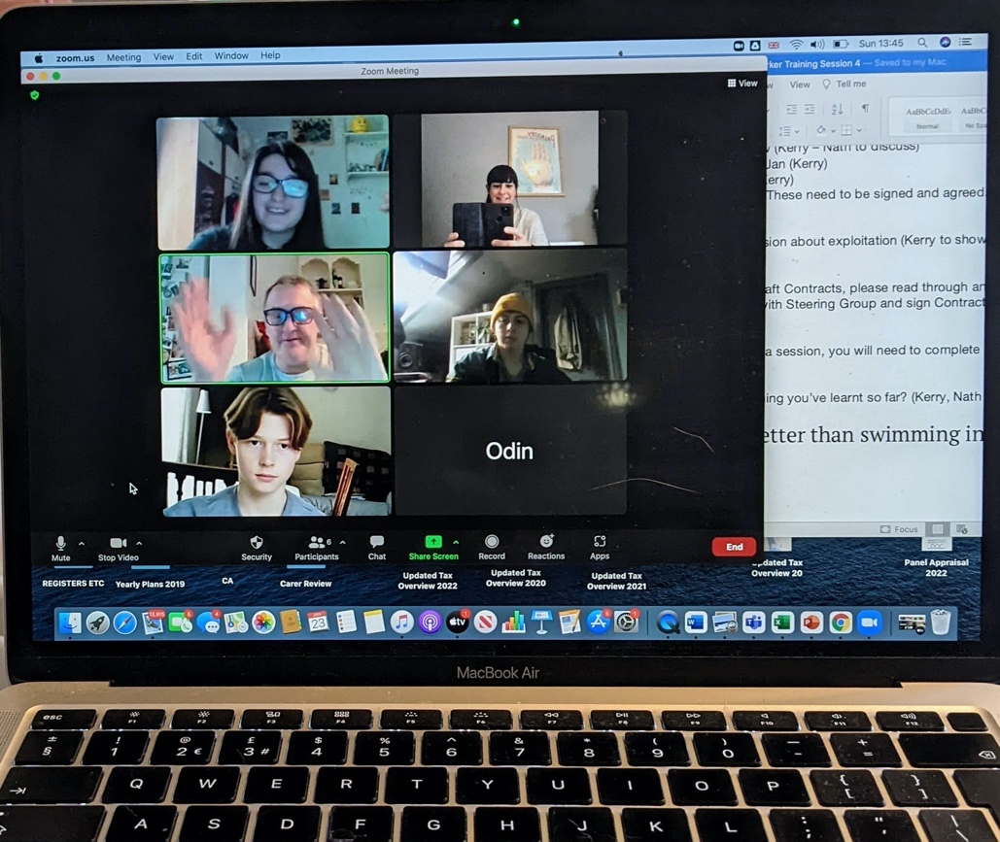 zoom.us Meeting View Edit Window Help
Sun 13:45
Zoom Meeting
View
ker Training Session 4 — Saved to my Mac
View Tell me
AaBbCcDdEe
AaBbC
Normal
No Spa
(Kerry – Nath to discuss)
Jan (Kerry)
erry)
These need to be signed and agreed
sion about exploitation (Kerry to show
aft Contracts, please read through an
ith Steering Group and sign Contract
a session, you will need to complete
ing you've learnt so far? (Kerry, Nath
etter than swimming in
Focus
Odin
6
Mute
Stop Video
Security
Participants
Chat
Share Screen
Record
Reactions
Apps
End
REGISTERS ETC
Yearly Plans 2019
CA
Carer Review
Updated Tax
Overview 2022
Updated Tax
Overview 2020
Updated Tax
Overview 2021
dated Tax
Overview 20
Panel Appraisal
2022
23
tv
MacBook Air
esc F1 F2 F3 F4 F5 F6 F7 F8 F9 F10 F11 F12
± ! @ £ $ % ^ & * ( ) — +
§ 1 2 € 3 # 4 5 6 7 8 9 0 - =
Q W E R T Y U I O P { }
[ ]
A S D F G H J K L : "
;